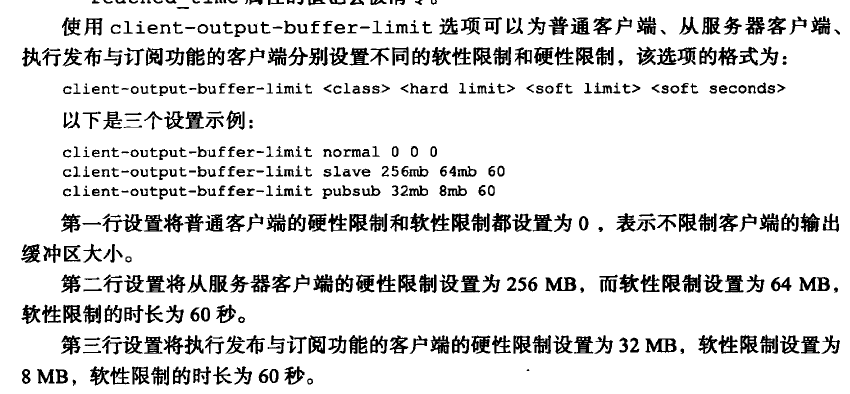 使用 client-output-buffer-limit 选项可以为普通客户端、从服务器客户端、
执行发布与订阅功能的客户端分别设置不同的软性限制和硬性限制，该选项的格式为：
client-output-buffer-limit <class> <hard limit> <soft limit> <soft seconds>
以下是三个设置示例：
client-output-buffer-limit normal 0 0 0
client-output-buffer-limit slave 256mb 64mb 60
client-output-buffer-limit pubsub 32mb 8mb 60
第一行设置将普通客户端的硬性限制和软性限制都设置为 0 ，表示不限制客户端的输出
缓冲区大小。
第二行设置将从服务器客户端的硬性限制设置为 256 MB，而软性限制设置为 64 MB，
软性限制的时长为 60 秒。
第三行设置将执行发布与订阅功能的客户端的硬性限制设置为 32 MB，软性限制设置为
8 MB，软性限制的时长为 60 秒。